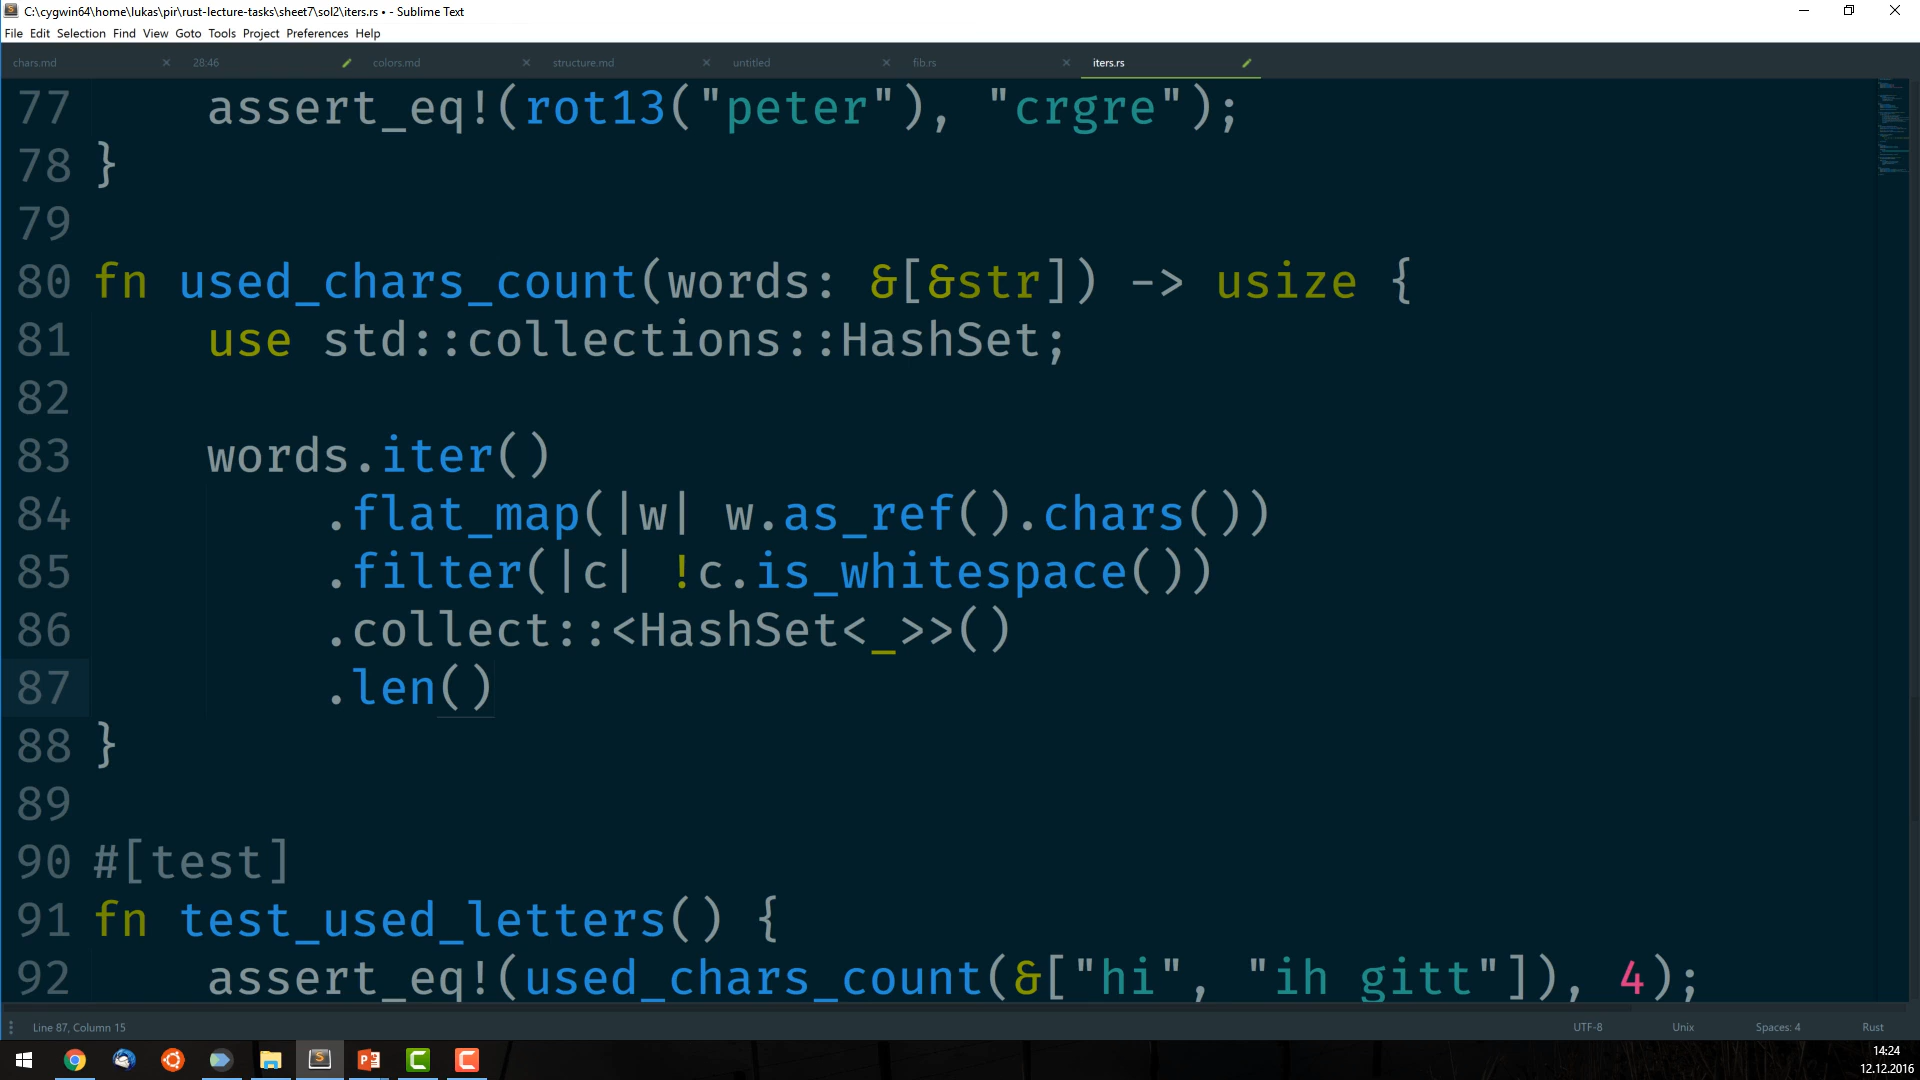 C:\cygwin64\home\lukas\pir\rust-lecture-tasks\sheet7\sol2\iters.rs • - Sublime Text
File Edit Selection Find View Goto Tools Project Preferences Help
chars.md 28:46 colors.md structure.md untitled fib.rs iters.rs
77 assert_eq!(rot13("peter"), "crgre");
78 }
79
80 fn used_chars_count(words: &[&str]) -> usize {
81 use std::collections::HashSet;
82
83 words.iter()
84 .flat_map(|w| w.as_ref().chars())
85 .filter(|c| !c.is_whitespace())
86 .collect::<HashSet<_>>()
87 .len()
88 }
89
90 #[test]
91 fn test_used_letters() {
92 assert_eq!(used_chars_count(&["hi", "ih gitt"]), 4);
Line 87, Column 15 UTF-8 Unix Spaces: 4 Rust
14:24
12.12.2016